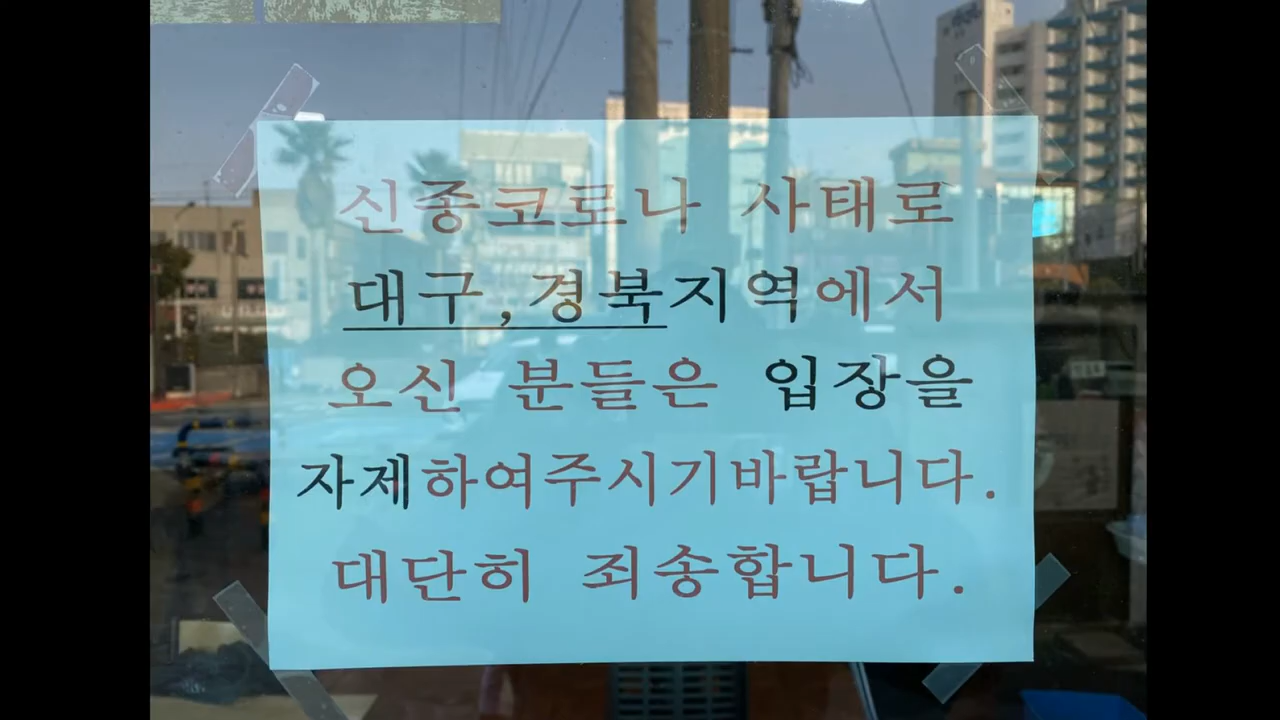 신종코로나 사태로
대구,경북지역에서
오신 분들은 입장을
자제하여주시기바랍니다.
대단히 죄송합니다.